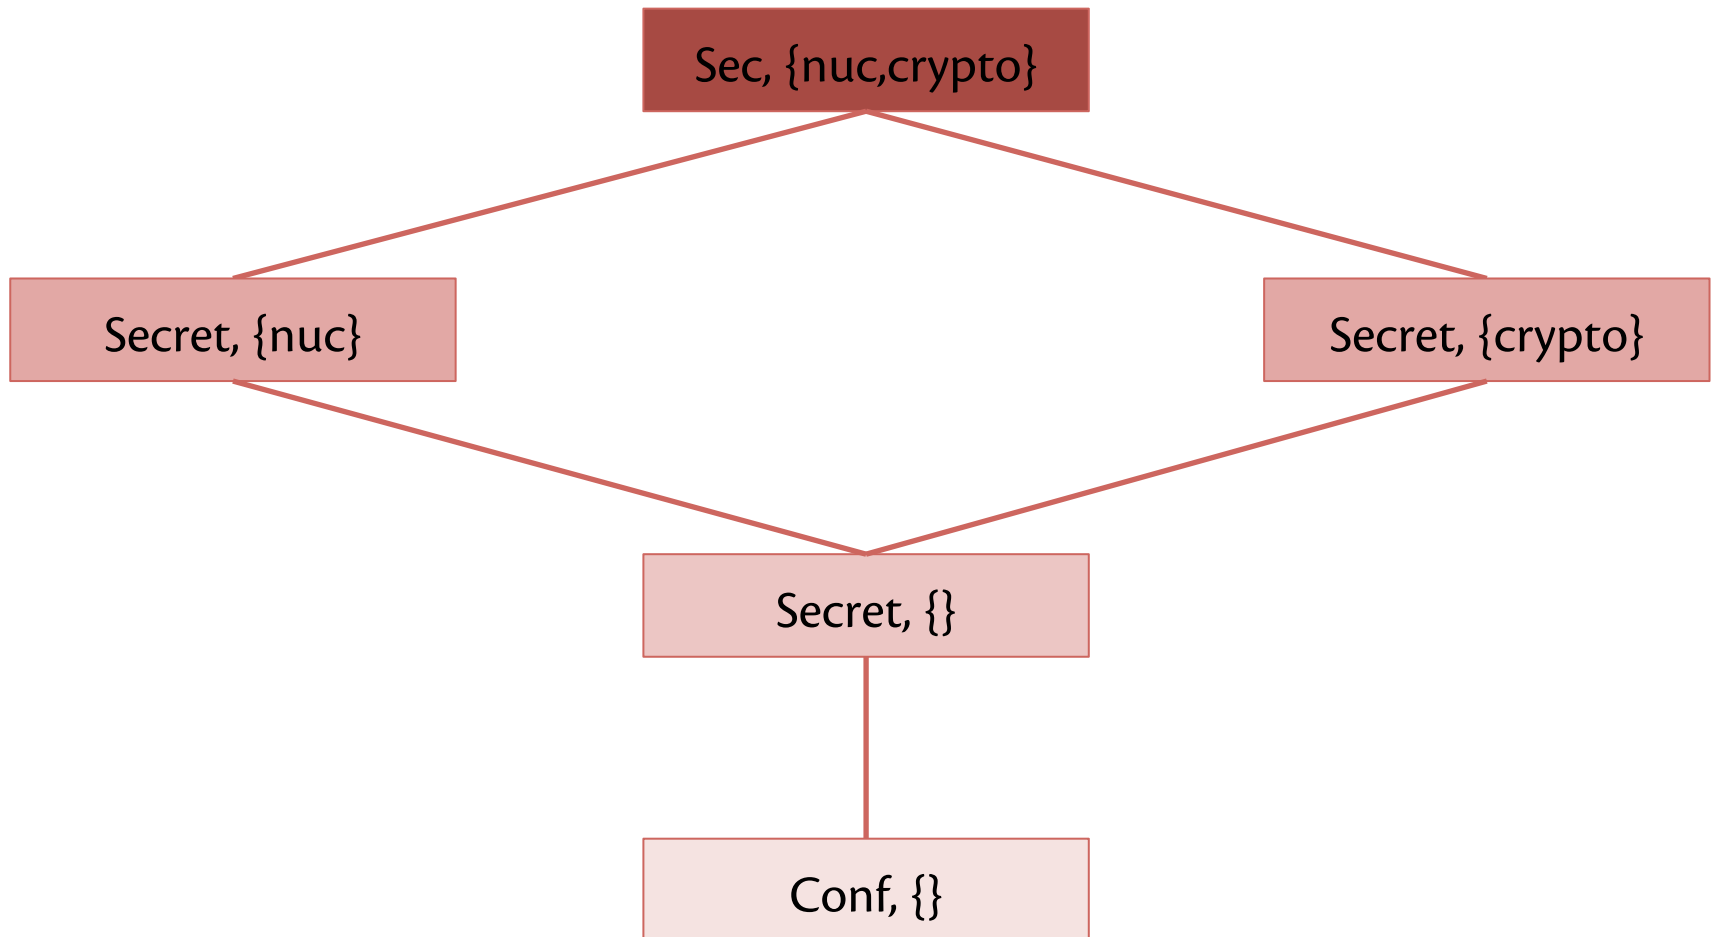 Sec, {nuc,crypto}
Secret, {nuc}
Secret, {crypto}
Secret, {}
Conf, {}